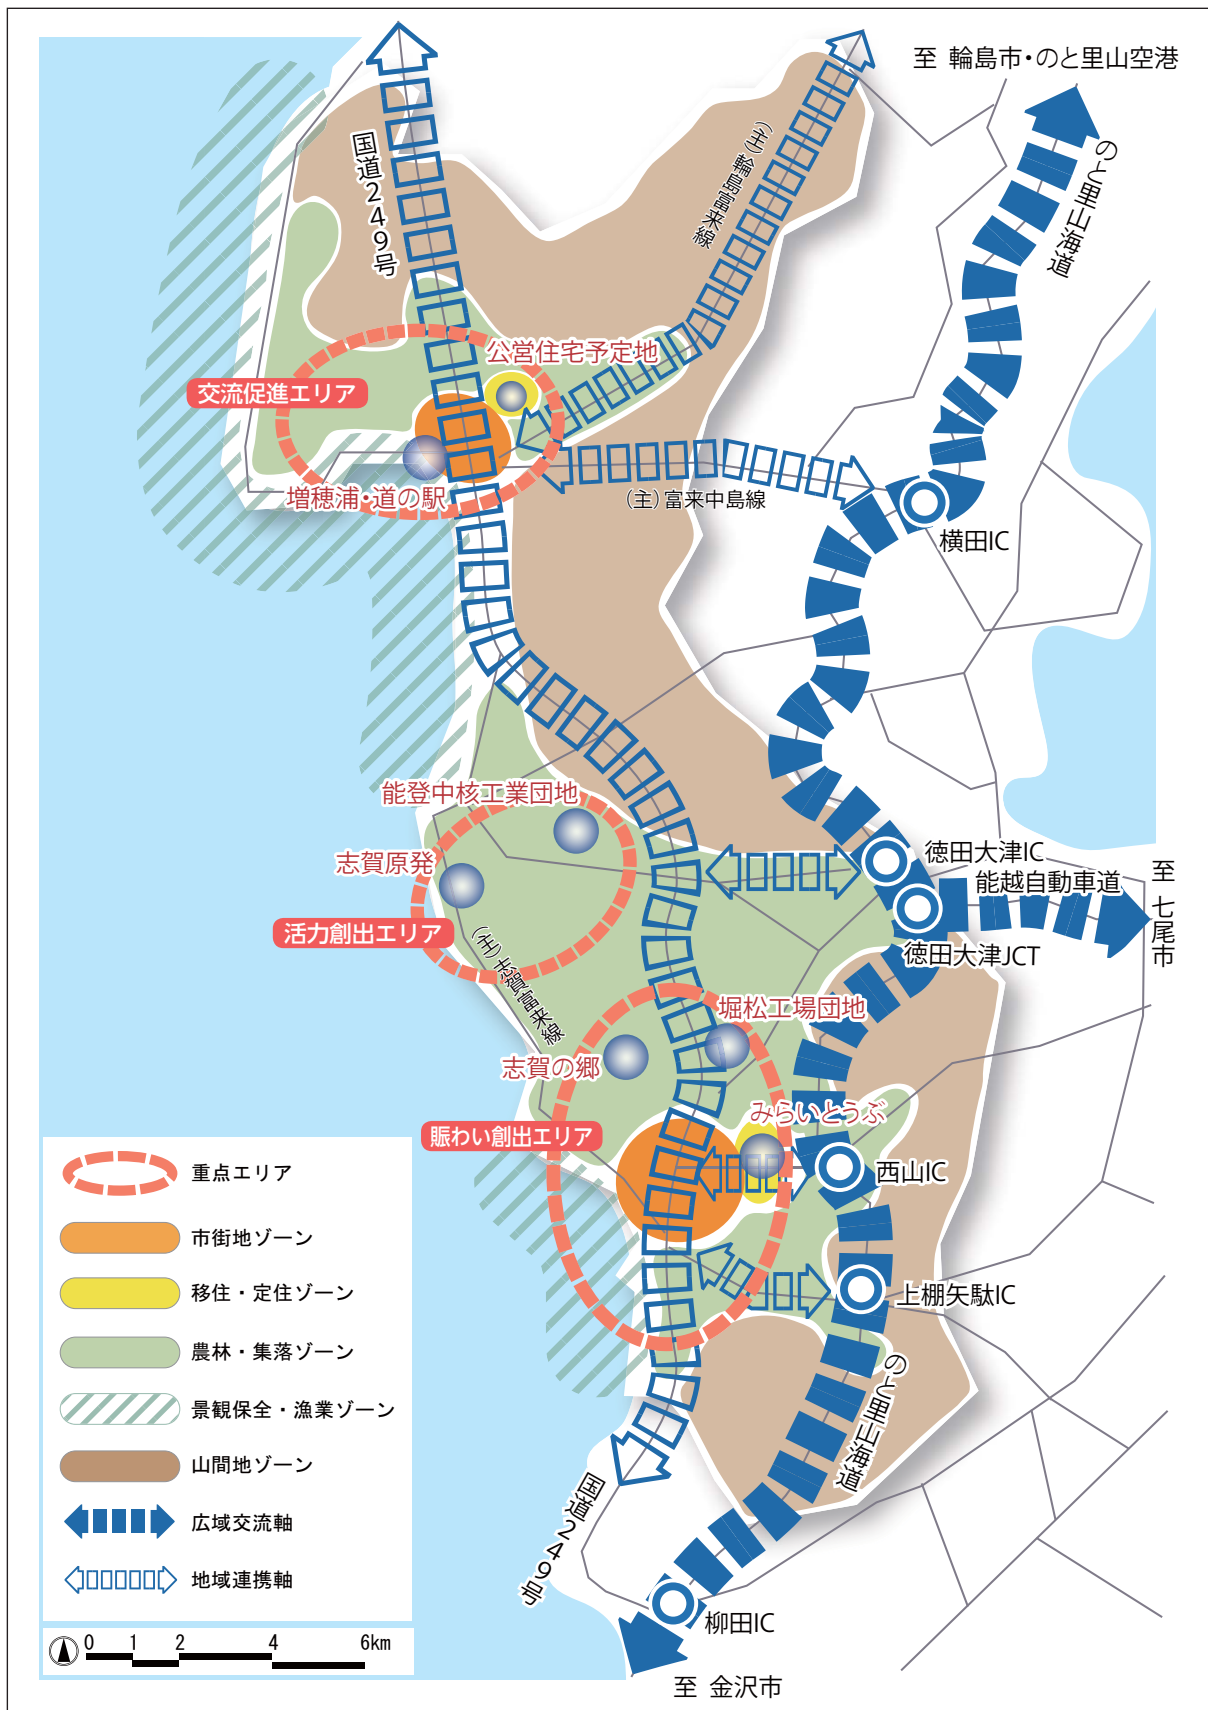 至 輪島市・のと里山空港
国道249号
(主)輪島富来線
のと里山海道
公営住宅予定地
交流促進エリア
増穂浦・道の駅
(主)富来中島線
横田IC
能登中核工業団地
志賀原発
活力創出エリア
(主)志賀富来線
徳田大津IC
能越自動車道
至 七尾市
徳田大津JCT
堀松工場団地
志賀の郷
みらいとうぶ
賑わい創出エリア
西山IC
上棚矢駄IC
のと里山海道
国道249号
柳田IC
至 金沢市
重点エリア
市街地ゾーン
移住・定住ゾーン
農林・集落ゾーン
景観保全・漁業ゾーン
山間地ゾーン
広域交流軸
地域連携軸
0 1 2 4 6km